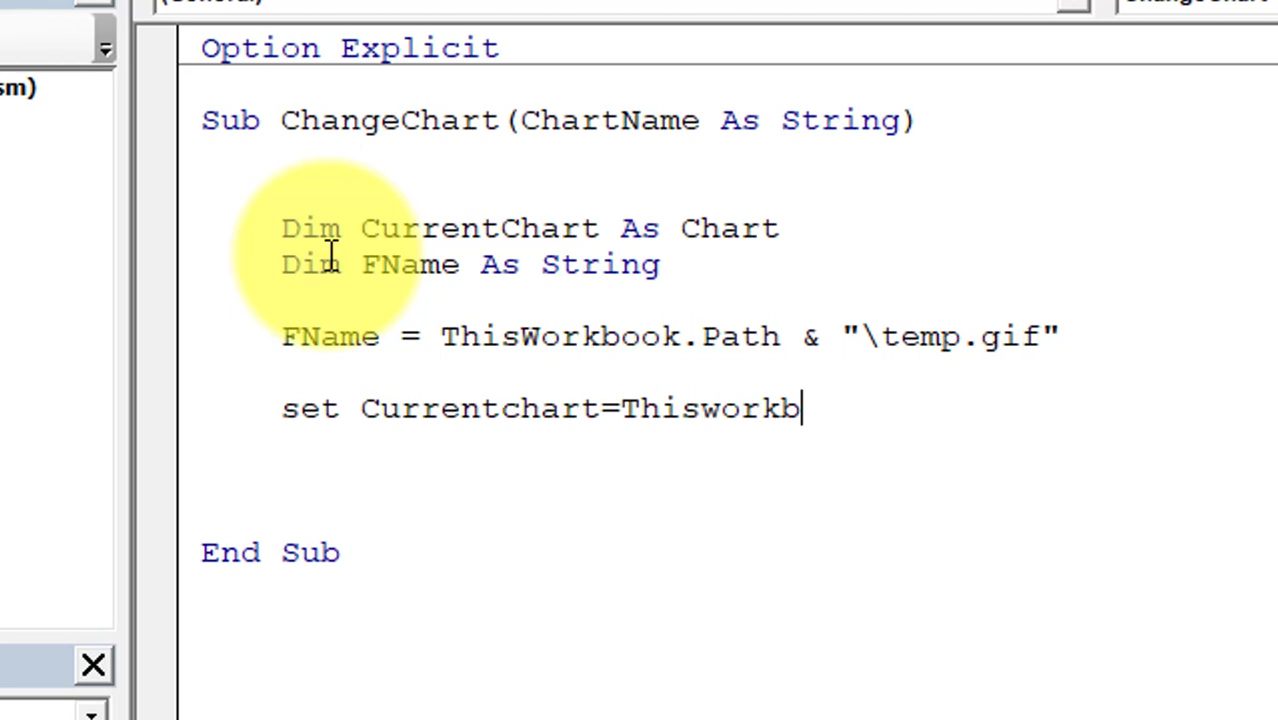 Option Explicit
sm)
Sub ChangeChart(ChartName As String)
Dim CurrentChart As Chart
Dim FName As String
FName = ThisWorkbook.Path & "\temp.gif"
set Currentchart=Thisworkb
End Sub